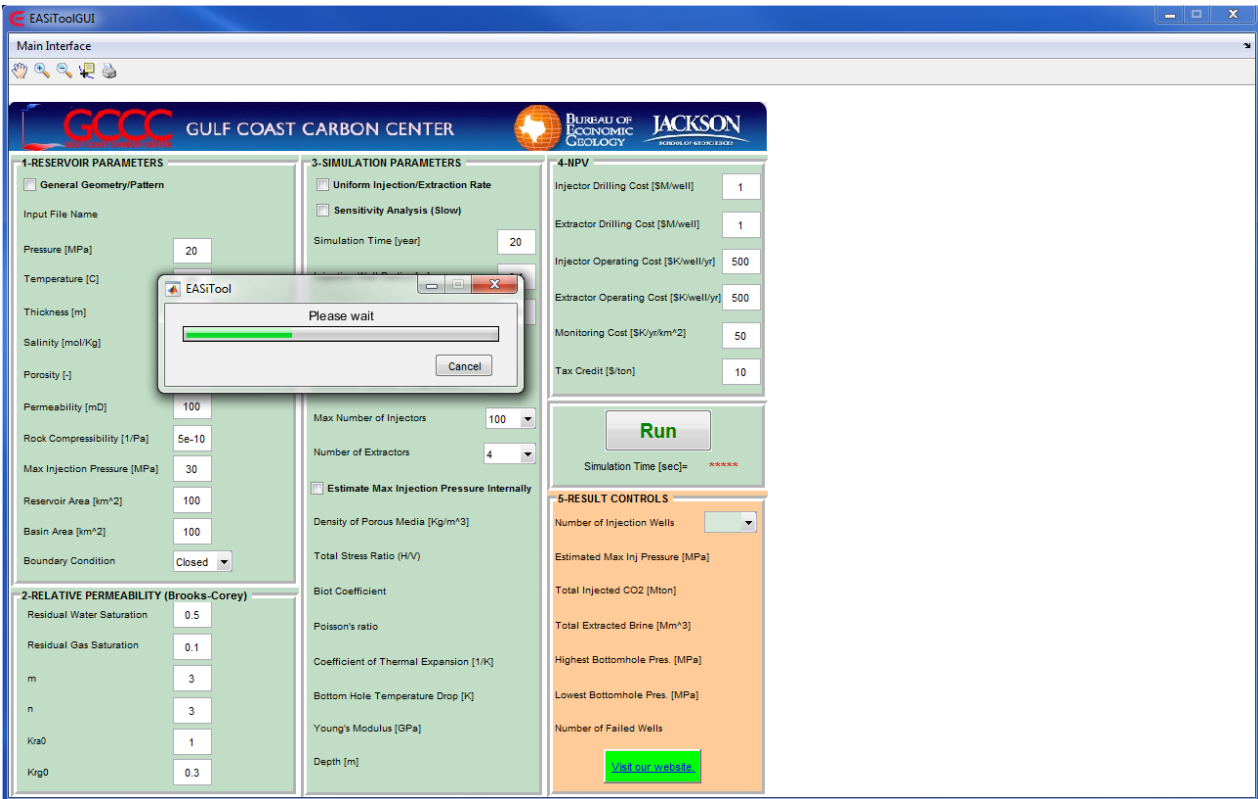 EASiToolGUI
Main Interface
GCCC GULF COAST CARBON CENTER
BUREAU OF ECONOMIC GEOLOGY
JACKSON
SCHOOL OF GEOSCIENCES
1-RESERVOIR PARAMETERS
General Geometry/Pattern
Input File Name
Pressure [MPa] 20
Temperature [C]
Thickness [m]
Salinity [mol/Kg]
Porosity [-]
Permeability [mD] 100
Rock Compressibility [1/Pa] 5e-10
Max Injection Pressure [MPa] 30
Reservoir Area [km^2] 100
Basin Area [km^2] 100
Boundary Condition Closed
2-RELATIVE PERMEABILITY (Brooks-Corey)
Residual Water Saturation 0.5
Residual Gas Saturation 0.1
m 3
n 3
Kra0 1
Krg0 0.3
3-SIMULATION PARAMETERS
Uniform Injection/Extraction Rate
Sensitivity Analysis (Slow)
Simulation Time [year] 20
EASiTool
Please wait
Cancel
Max Number of Injectors 100
Number of Extractors 4
Estimate Max Injection Pressure Internally
Density of Porous Media [Kg/m^3]
Total Stress Ratio (H/V)
Biot Coefficient
Poisson's ratio
Coefficient of Thermal Expansion [1/K]
Bottom Hole Temperature Drop [K]
Young's Modulus [GPa]
Depth [m]
4-NPV
Injector Drilling Cost [$M/well] 1
Extractor Drilling Cost [$M/well] 1
Injector Operating Cost [$K/well/yr] 500
Extractor Operating Cost [$K/well/yr] 500
Monitoring Cost [$K/yr/km^2] 50
Tax Credit [$/ton] 10
Run
Simulation Time [sec]= *****
5-RESULT CONTROLS
Number of Injection Wells
Estimated Max Inj Pressure [MPa]
Total Injected CO2 [Mton]
Total Extracted Brine [Mm^3]
Highest Bottomhole Pres. [MPa]
Lowest Bottomhole Pres. [MPa]
Number of Failed Wells
Visit our website.